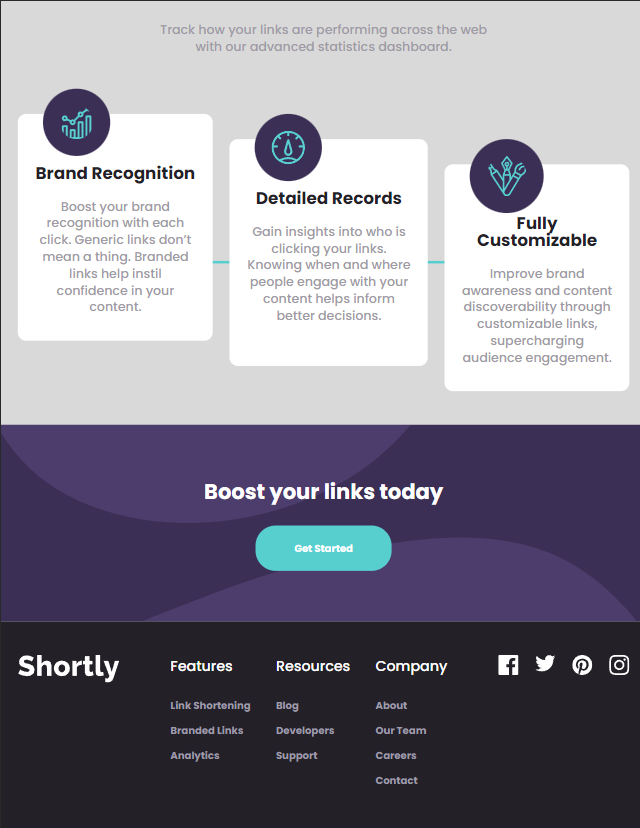 Track how your links are performing across the web
with our advanced statistics dashboard.
Brand Recognition
Boost your brand
recognition with each
click. Generic links don’t
mean a thing. Branded
links help instil
confidence in your
content.
Detailed Records
Gain insights into who is
clicking your links.
Knowing when and where
people engage with your
content helps inform
better decisions.
Fully
Customizable
Improve brand
awareness and content
discoverability through
customizable links,
supercharging
audience engagement.
Boost your links today
Get Started
Shortly
Features
Link Shortening
Branded Links
Analytics
Resources
Blog
Developers
Support
Company
About
Our Team
Careers
Contact